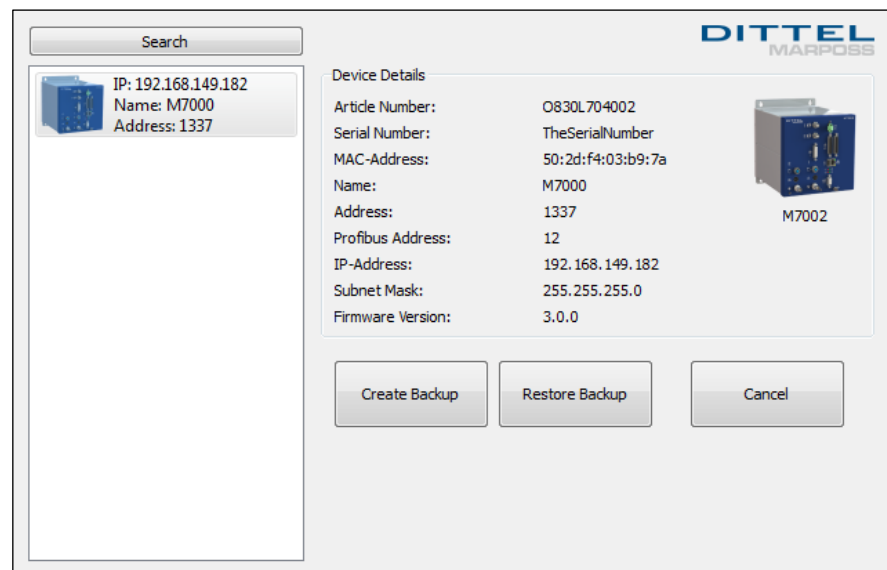 Search
DITTEL
MARPOSS
IP: 192.168.149.182
Name: M7000
Address: 1337
Device Details
Article Number: O830L704002
Serial Number: TheSerialNumber
MAC-Address: 50:2d:f4:03:b9:7a
Name: M7000
Address: 1337
Profibus Address: 12
IP-Address: 192.168.149.182
Subnet Mask: 255.255.255.0
Firmware Version: 3.0.0
M7002
Create Backup
Restore Backup
Cancel